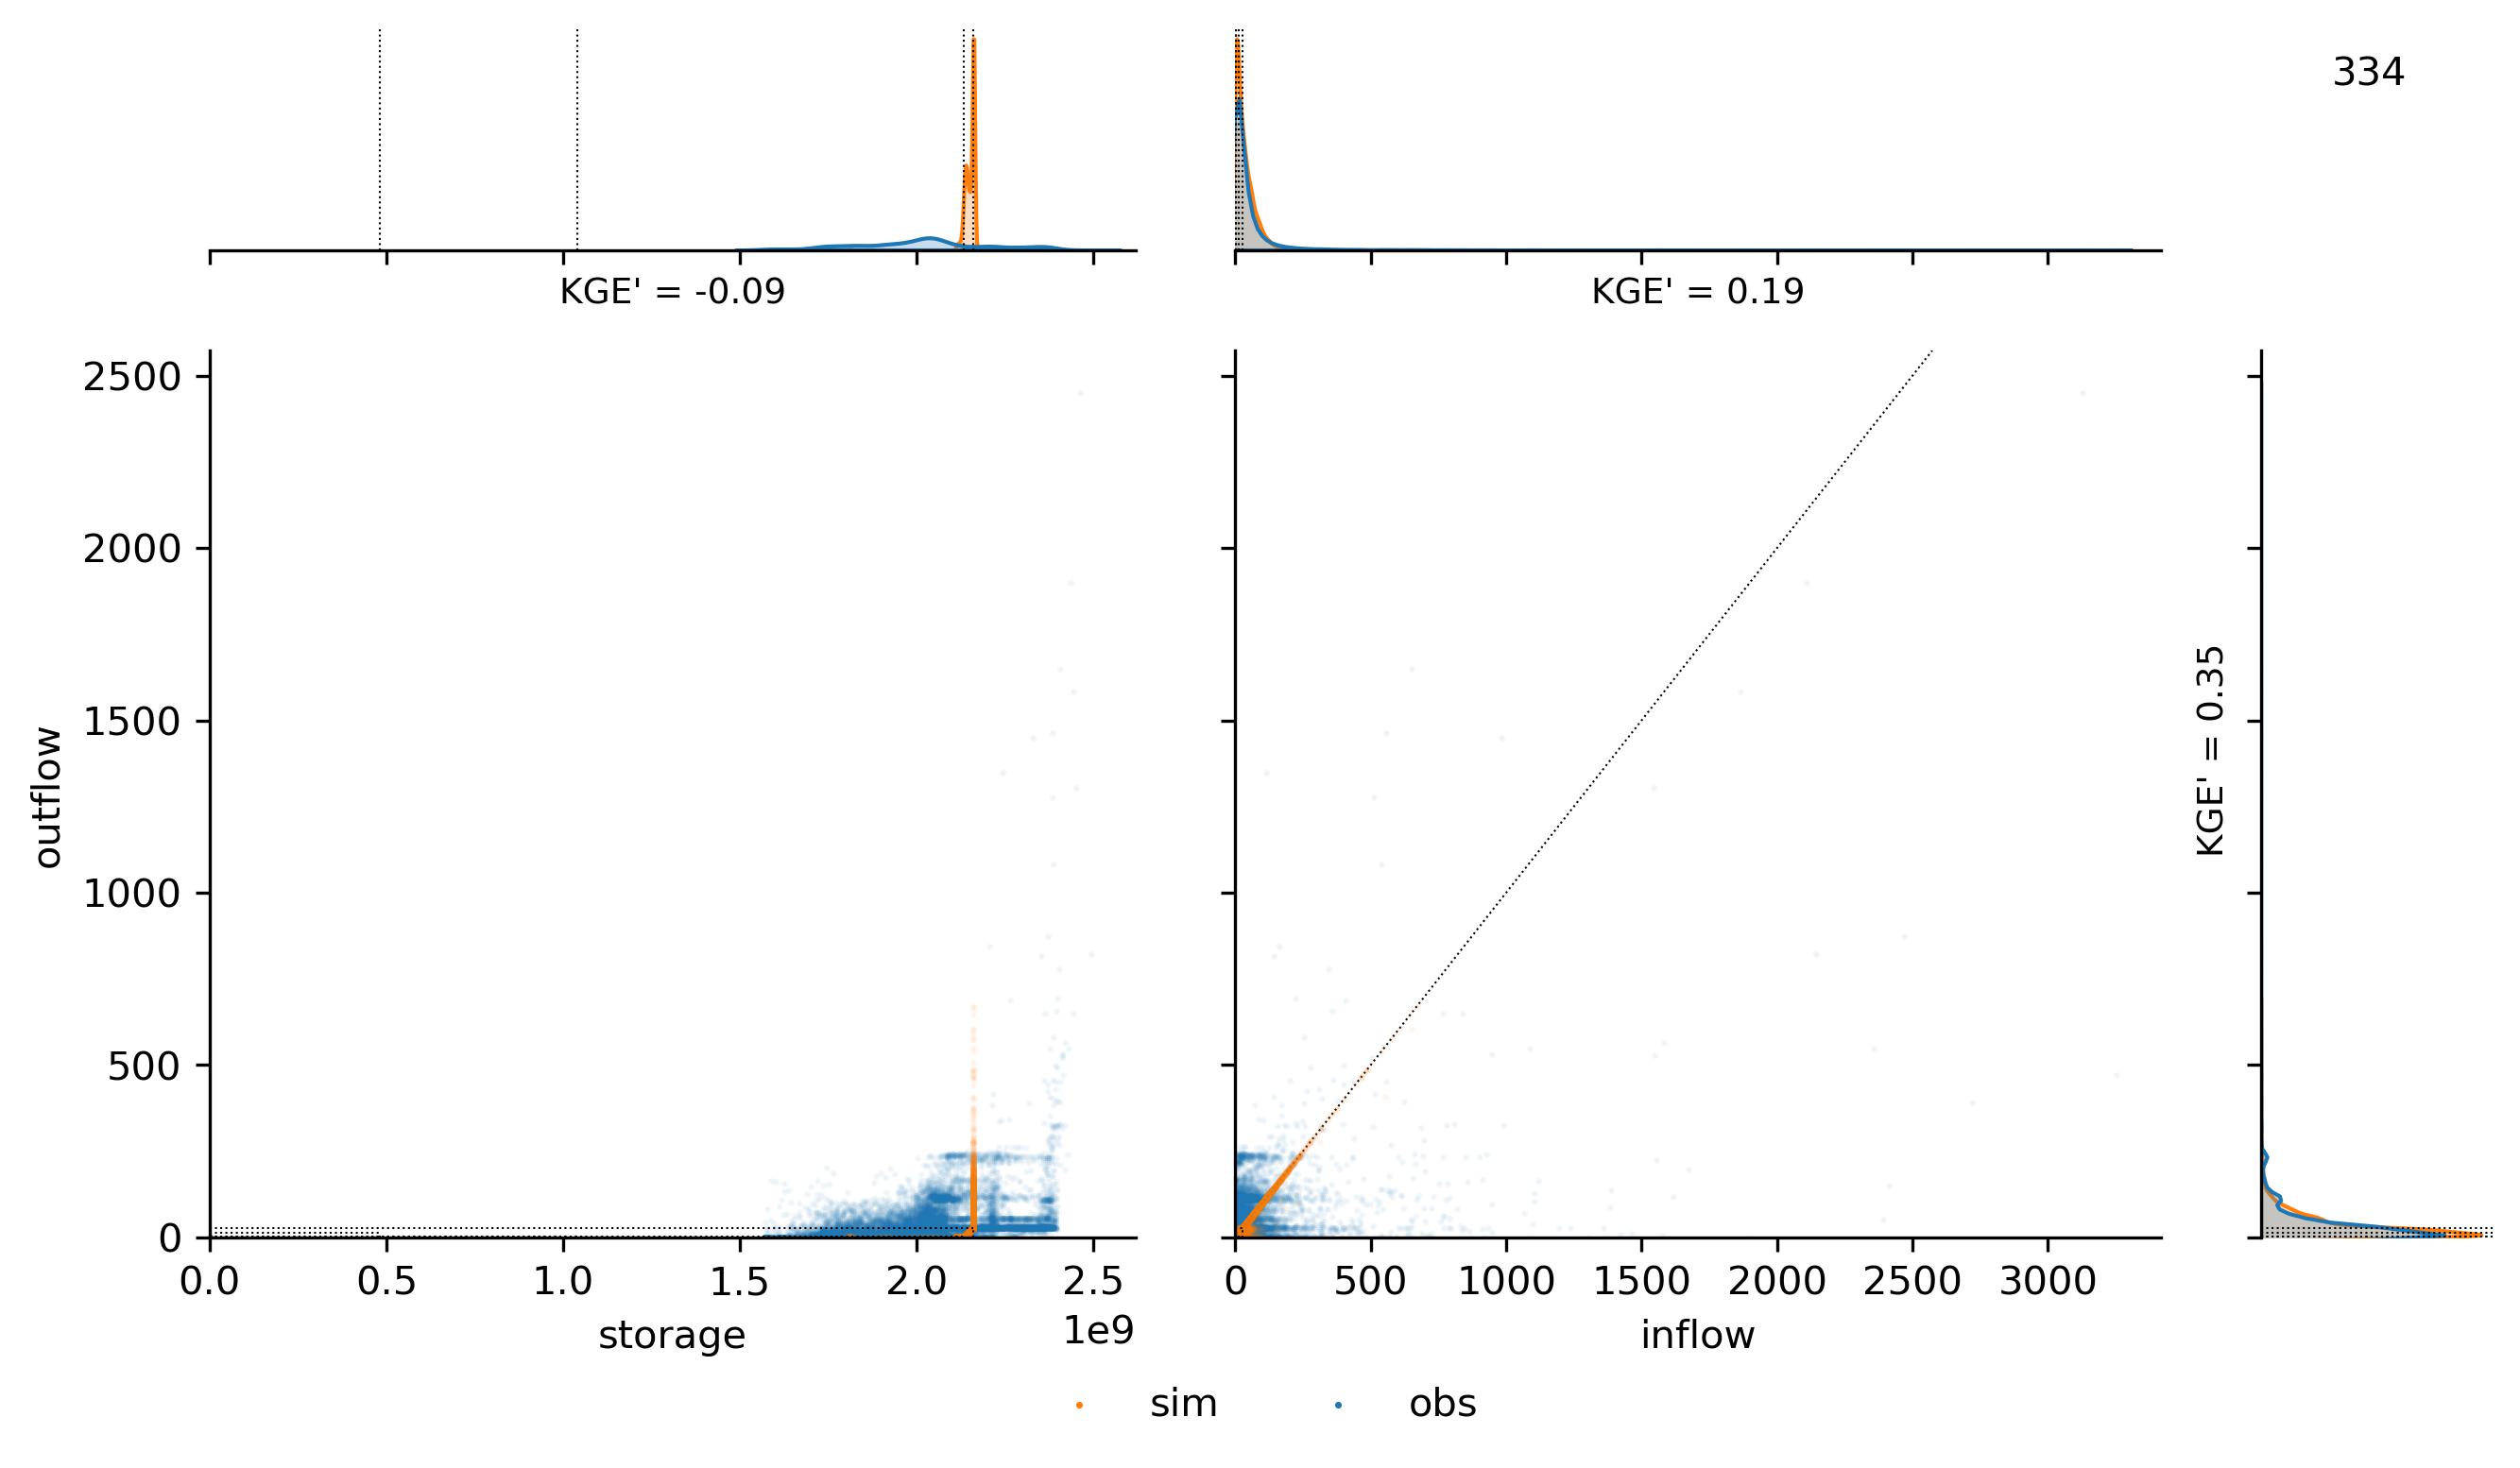 334
KGE' = -0.09
KGE' = 0.19
2500
2000
1500
1000
500
0
outflow
KGE' = 0.35
0.0 0.5 1.0 1.5 2.0 2.5
1e9
storage
0 500 1000 1500 2000 2500 3000
inflow
sim obs